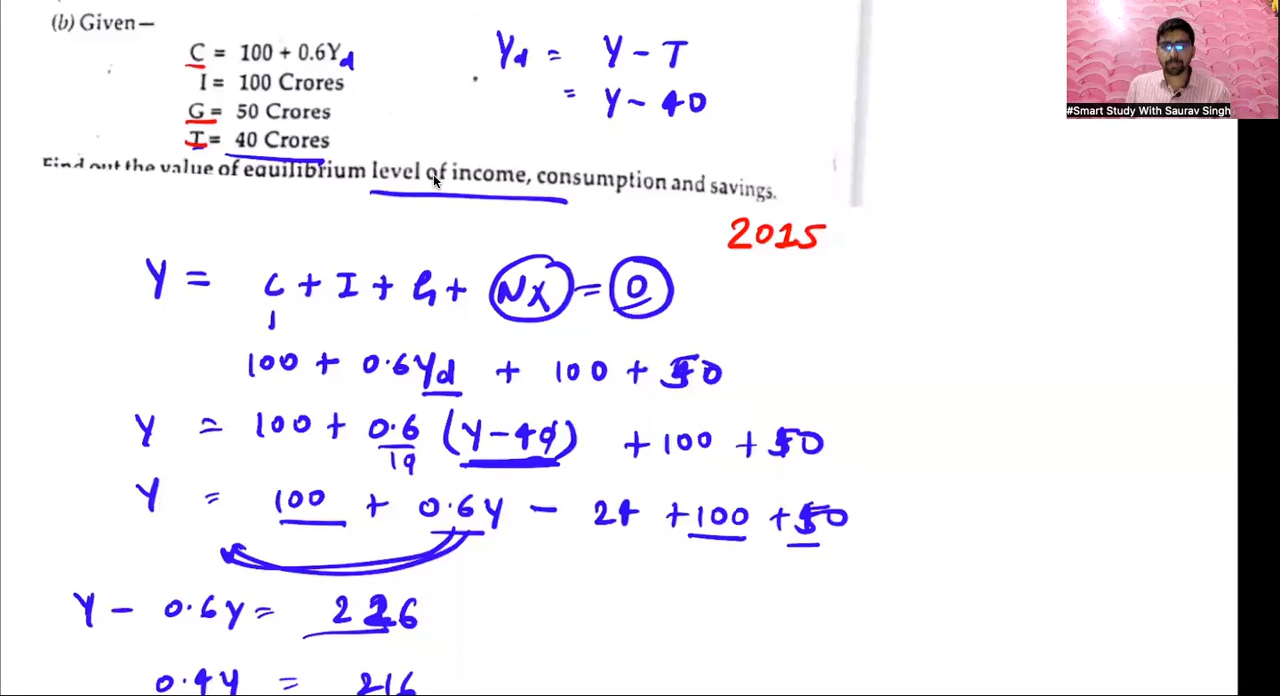 (b) Given—
C = 100 + 0.6Yd
I = 100 Crores
G = 50 Crores
T = 40 Crores
Find out the value of equilibrium level of income, consumption and savings.
Yd = Y - T
= Y - 40
#Smart Study With Saurav Singh
2015
Y = C + I + G + NX = 0
100 + 0.6Yd + 100 + 50
Y = 100 + 0.6 (Y - 40) + 100 + 50
10
Y = 100 + 0.6Y - 24 + 100 + 50
Y - 0.6Y = 226
0.4Y = 216